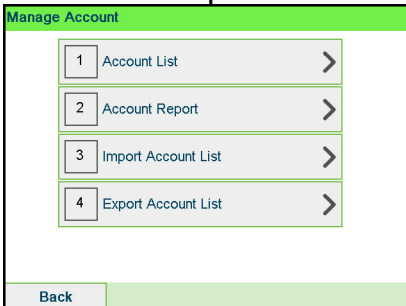 Manage Account
1 Account List
2 Account Report
3 Import Account List
4 Export Account List
Back